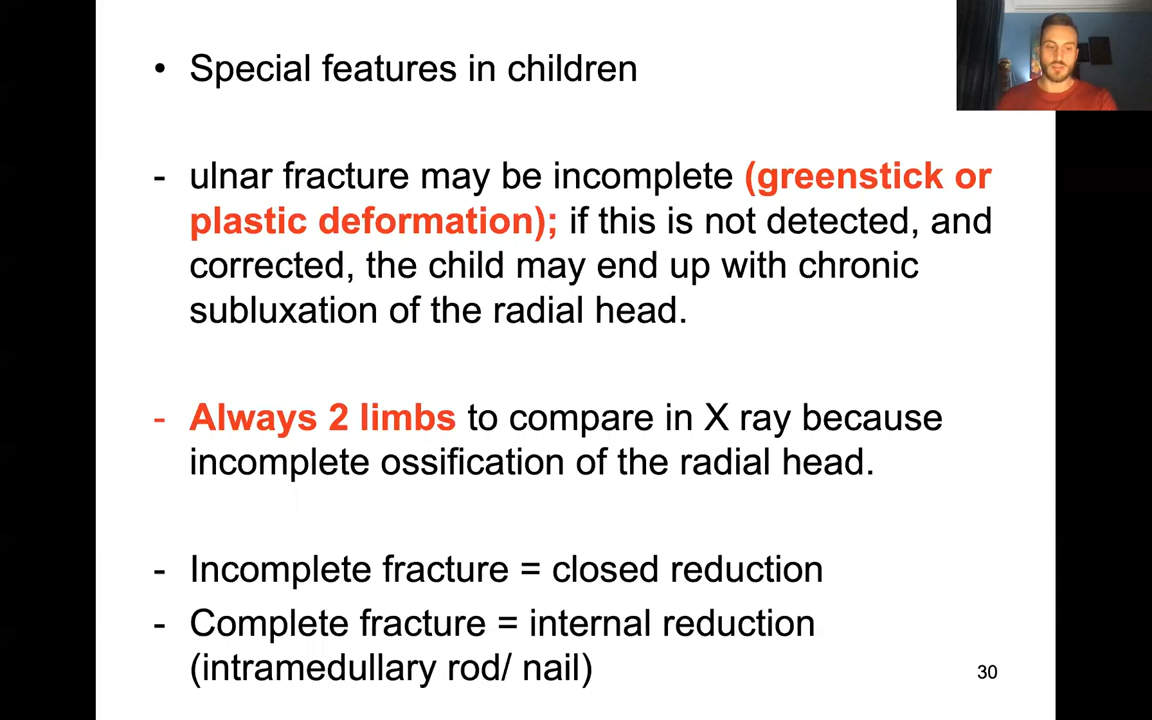 • Special features in children
- ulnar fracture may be incomplete (greenstick or
plastic deformation); if this is not detected, and
corrected, the child may end up with chronic
subluxation of the radial head.
- Always 2 limbs to compare in X ray because
incomplete ossification of the radial head.
- Incomplete fracture = closed reduction
- Complete fracture = internal reduction
(intramedullary rod/ nail)
30